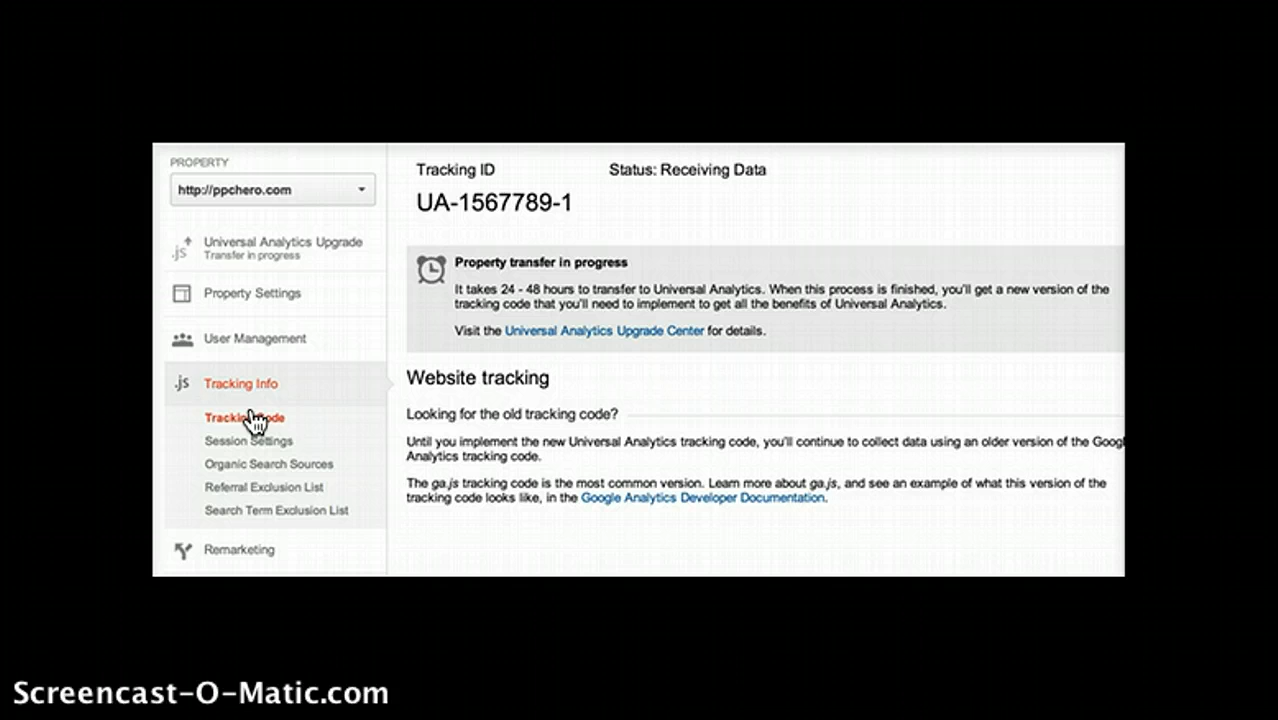 PROPERTY
http://ppchero.com
Universal Analytics Upgrade
Transfer in progress
Property Settings
User Management
.js Tracking Info
Tracking Code
Session Settings
Organic Search Sources
Referral Exclusion List
Search Term Exclusion List
Remarketing
Tracking ID
Status: Receiving Data
UA-1567789-1
Property transfer in progress
It takes 24 - 48 hours to transfer to Universal Analytics. When this process is finished, you'll get a new version of the
tracking code that you'll need to implement to get all the benefits of Universal Analytics.
Visit the Universal Analytics Upgrade Center for details.
Website tracking
Looking for the old tracking code?
Until you implement the new Universal Analytics tracking code, you'll continue to collect data using an older version of the Googl
Analytics tracking code.
The ga.js tracking code is the most common version. Learn more about ga.js, and see an example of what this version of the
tracking code looks like, in the Google Analytics Developer Documentation.
Screencast-O-Matic.com